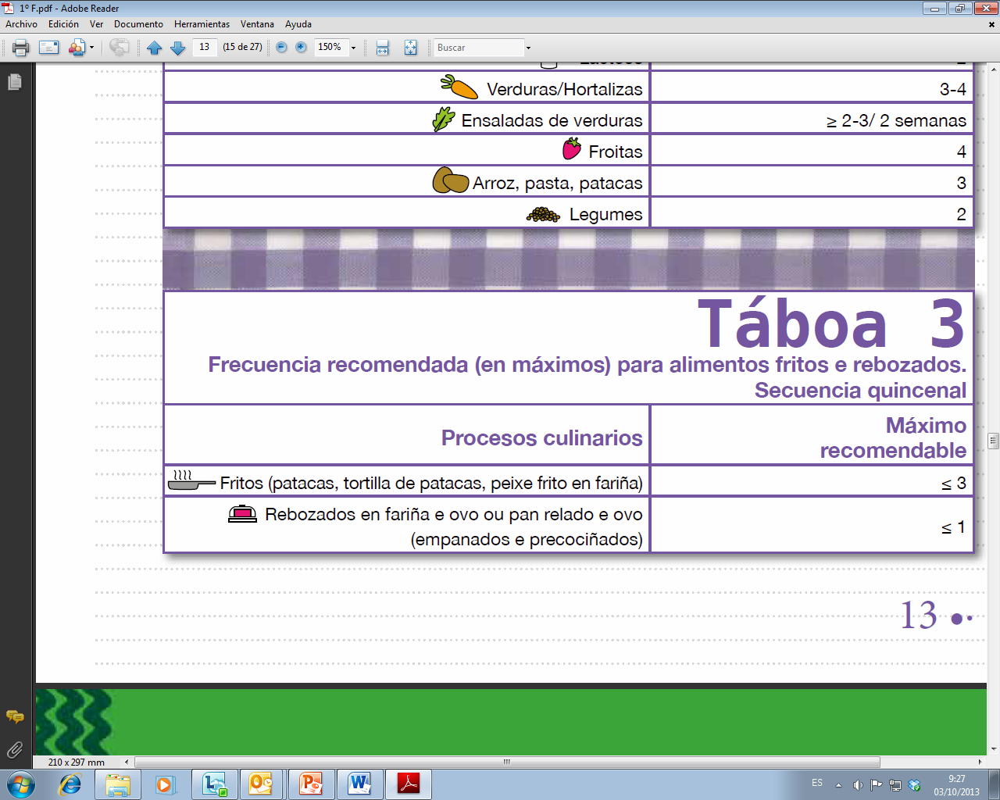 1º F.pdf - Adobe Reader
Archivo Edición Ver Documento Herramientas Ventana Ayuda
13 (15 de 27) 150% Buscar
Verduras/Hortalizas 3-4
Ensaladas de verduras ≥ 2-3/ 2 semanas
Froitas 4
Arroz, pasta, patacas 3
Legumes 2
Táboa 3
Frecuencia recomendada (en máximos) para alimentos fritos e rebozados.
Secuencia quincenal
Procesos culinarios
Máximo
recomendable
Fritos (patacas, tortilla de patacas, peixe frito en fariña) ≤ 3
Rebozados en fariña e ovo ou pan relado e ovo
(empanados e precociñados)
≤ 1
13
210 x 297 mm
ES
9:27
03/10/2013